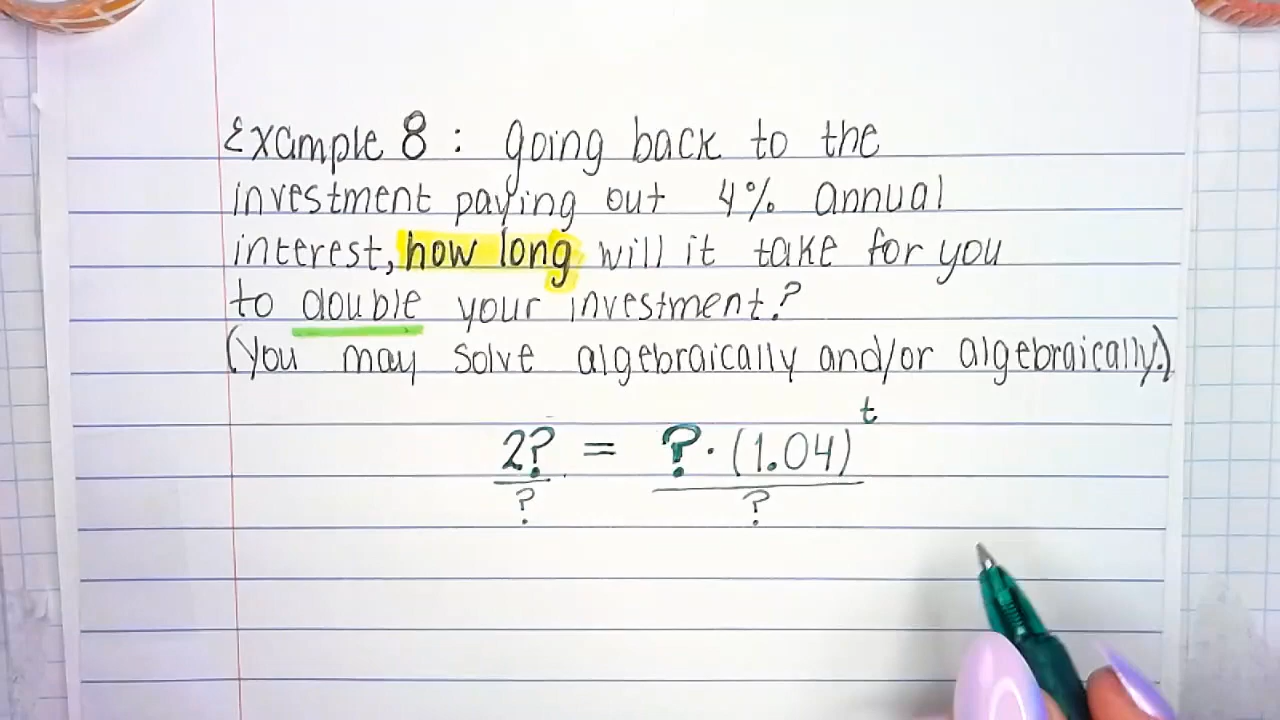 Example 8 : going back to the
investment paying out 4% annual
interest, how long will it take for you
to double your investment?
(You may solve algebraically and/or algebraically.)
t
2? = ? · (1.04)
? ?